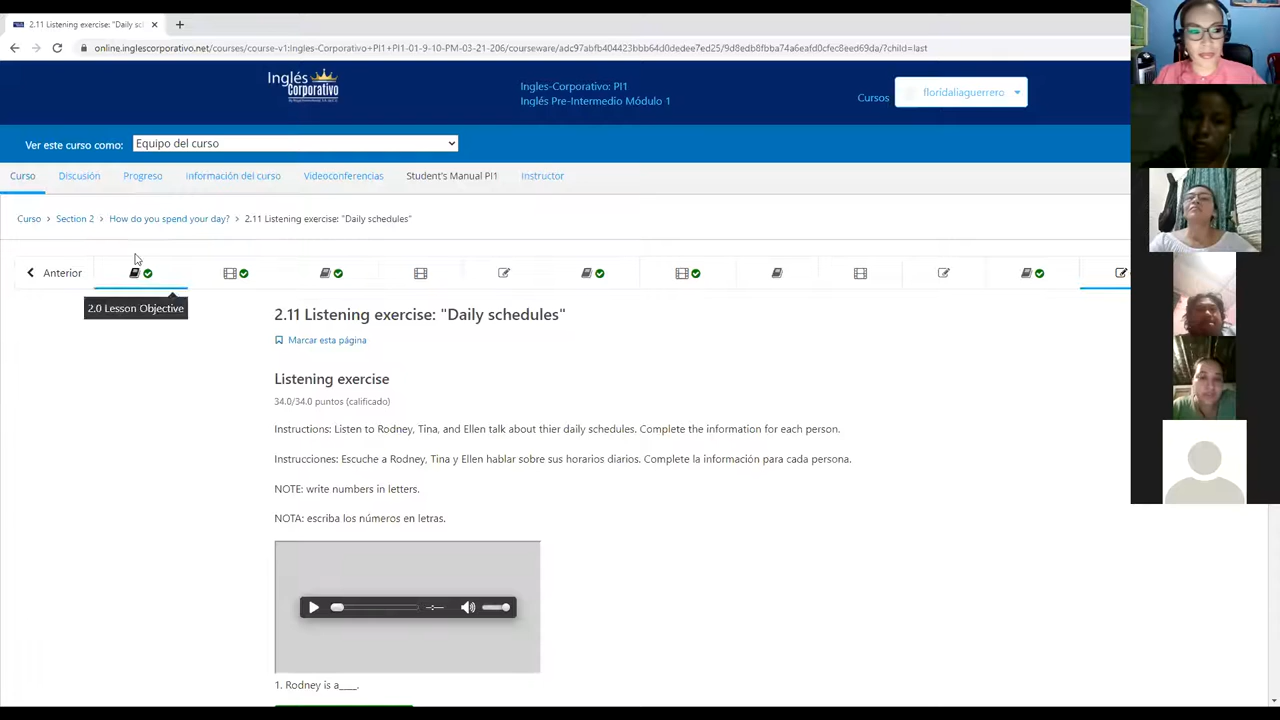 2.11 Listening exercise: "Daily sc
online.inglescorporativo.net/courses/course-v1:Ingles-Corporativo+PI1+PI1-01-9-10-PM-03-21-206/courseware/adc97abfb404423bbb64d0dedee7ed25/9d8edb8fbba74a6eafd0cfec8eed69da/?child=last
Inglés
Corporativo
Ingles-Corporativo: PI1
Inglés Pre-Intermedio Módulo 1
Cursos
floridaliaguerrero
Ver este curso como:
Equipo del curso
Curso
Discusión
Progreso
Información del curso
Videoconferencias
Student's Manual PI1
Instructor
Curso > Section 2 > How do you spend your day? > 2.11 Listening exercise: "Daily schedules"
Anterior
2.0 Lesson Objective
2.11 Listening exercise: "Daily schedules"
Marcar esta página
Listening exercise
34.0/34.0 puntos (calificado)
Instructions: Listen to Rodney, Tina, and Ellen talk about thier daily schedules. Complete the information for each person.
Instrucciones: Escuche a Rodney, Tina y Ellen hablar sobre sus horarios diarios. Complete la información para cada persona.
NOTE: write numbers in letters.
NOTA: escriba los números en letras.
-:--
1. Rodney is a____.